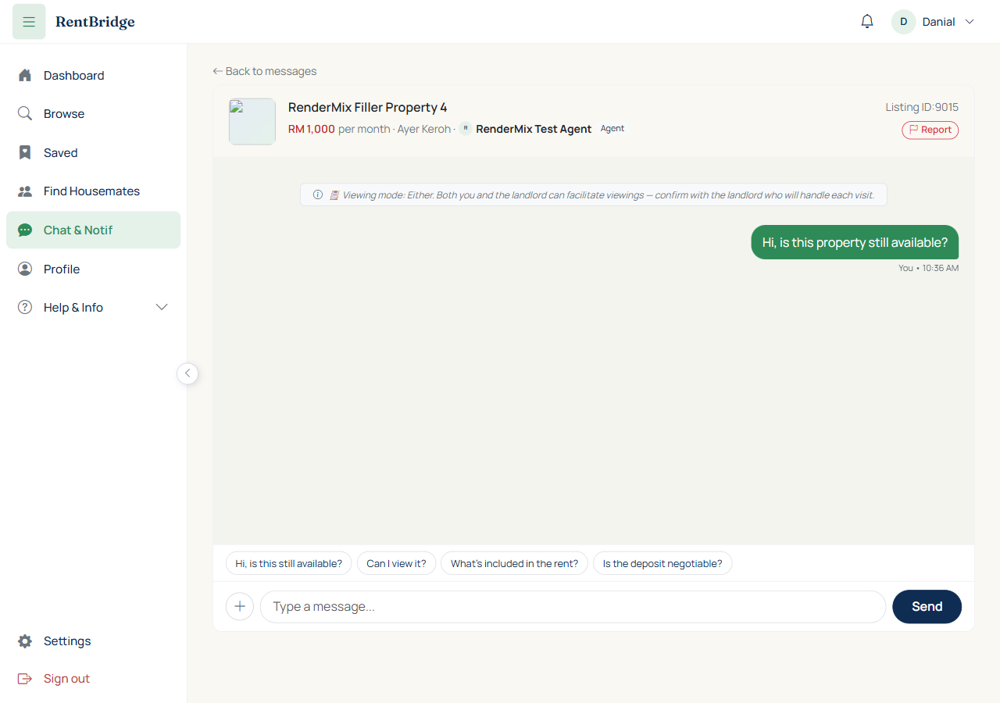 RentBridge
D Danial
Dashboard
Browse
Saved
Find Housemates
Chat & Notif
Profile
Help & Info
Settings
Sign out
← Back to messages
RenderMix Filler Property 4
RM 1,000 per month · Ayer Keroh · R RenderMix Test Agent Agent
Listing ID:9015
Report
Viewing mode: Either. Both you and the landlord can facilitate viewings — confirm with the landlord who will handle each visit.
Hi, is this property still available?
You • 10:36 AM
Hi, is this still available? Can I view it? What's included in the rent? Is the deposit negotiable?
Type a message...
Send